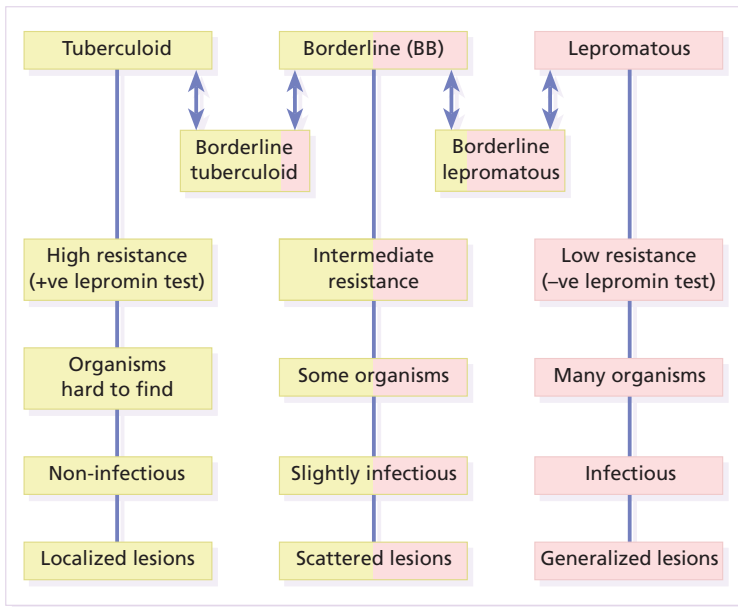 Tuberculoid
Borderline (BB)
Lepromatous
Borderline
tuberculoid
Borderline
lepromatous
High resistance
(+ve lepromin test)
Intermediate
resistance
Low resistance
(–ve lepromin test)
Organisms
hard to find
Some organisms
Many organisms
Non-infectious
Slightly infectious
Infectious
Localized lesions
Scattered lesions
Generalized lesions